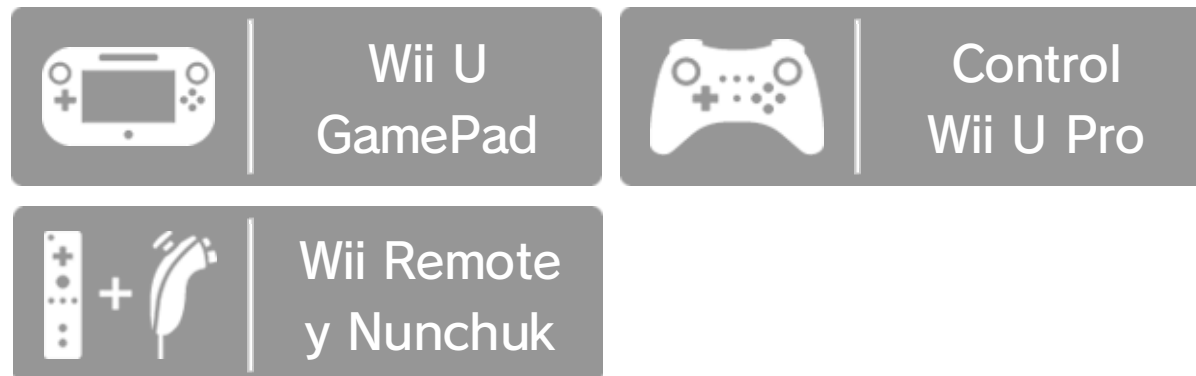 Wii U
GamePad
Control
Wii U Pro
Wii Remote
y Nunchuk